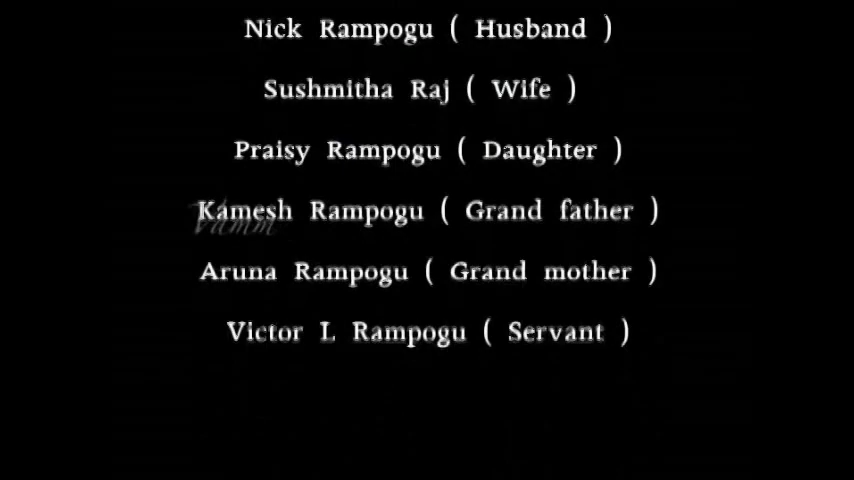 Nick Rampogu ( Husband )
Sushmitha Raj ( Wife )
Praisy Rampogu ( Daughter )
Kamesh Rampogu ( Grand father )
Aruna Rampogu ( Grand mother )
Victor L Rampogu ( Servant )